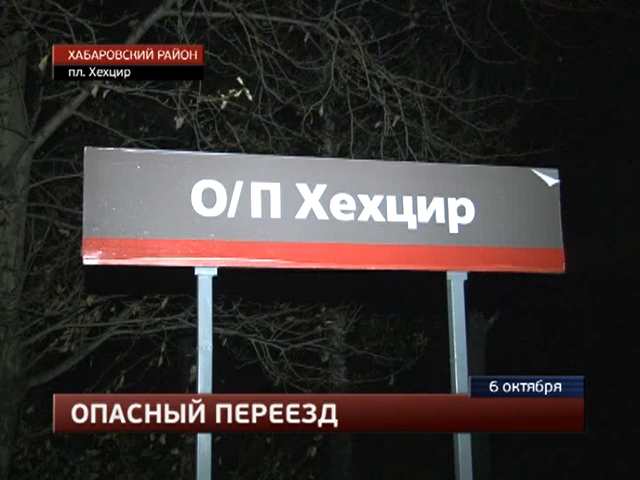 ХАБАРОВСКИЙ РАЙОН
пл. Хехцир
О/П Хехцир
6 октября
ОПАСНЫЙ ПЕРЕЕЗД